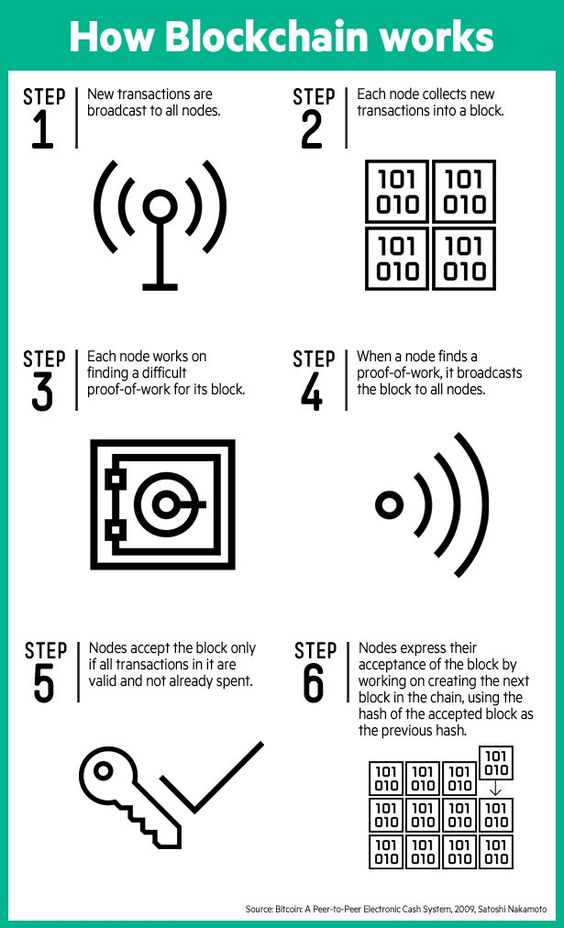 How Blockchain works
STEP
1
New transactions are
broadcast to all nodes.
STEP
2
Each node collects new
transactions into a block.
101
010
101
010
101
010
101
010
STEP
3
Each node works on
finding a difficult
proof-of-work for its block.
STEP
4
When a node finds a
proof-of-work, it broadcasts
the block to all nodes.
STEP
5
Nodes accept the block only
if all transactions in it are
valid and not already spent.
STEP
6
Nodes express their
acceptance of the block by
working on creating the next
block in the chain, using the
hash of the accepted block as
the previous hash.
101
010
101
010
101
010
101
010
101
010
101
010
101
010
101
010
101
010
101
010
101
010
101
010
Source: Bitcoin: A Peer-to-Peer Electronic Cash System, 2009, Satoshi Nakamoto